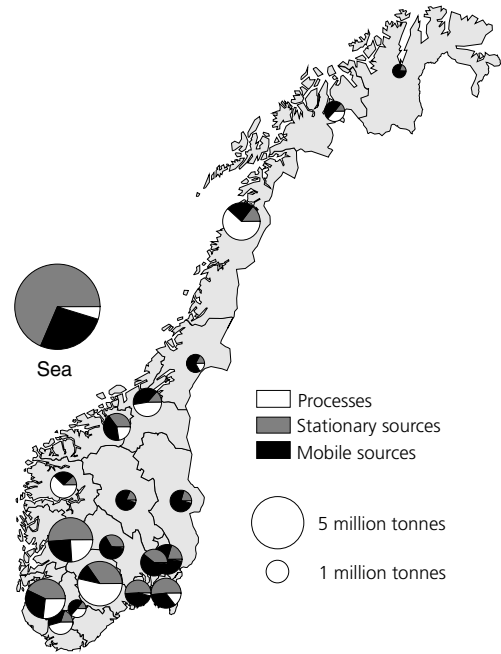 Sea
Processes
Stationary sources
Mobile sources
5 million tonnes
1 million tonnes